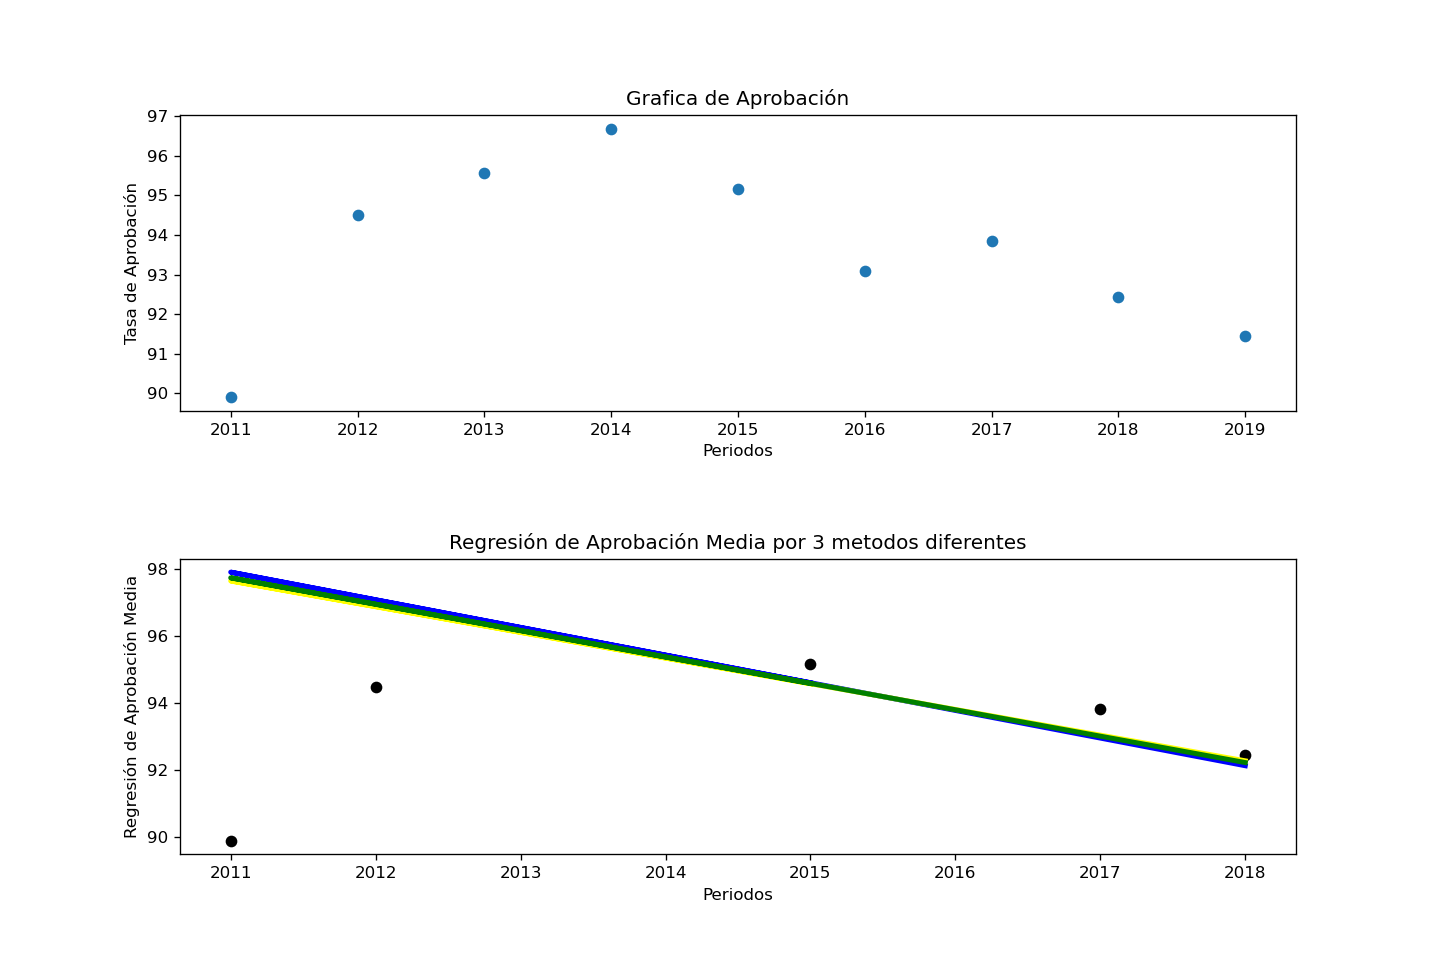 Grafica de Aprobación
97
96
95
94
93
92
91
90
Tasa de Aprobación
2011 2012 2013 2014 2015 2016 2017 2018 2019
Periodos
Regresión de Aprobación Media por 3 metodos diferentes
98
96
94
92
90
Regresión de Aprobación Media
2011 2012 2013 2014 2015 2016 2017 2018
Periodos